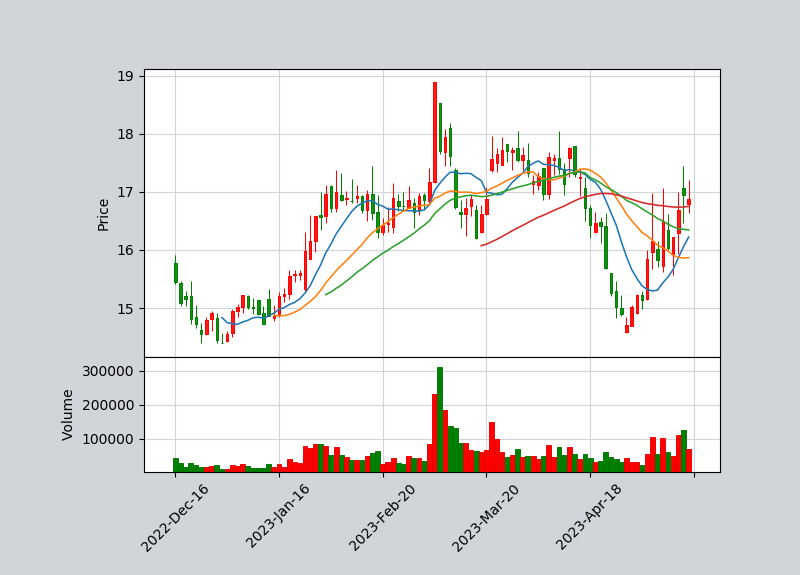 19
18
17
16
15
Price
300000
200000
100000
Volume
2022-Dec-16
2023-Jan-16
2023-Feb-20
2023-Mar-20
2023-Apr-18